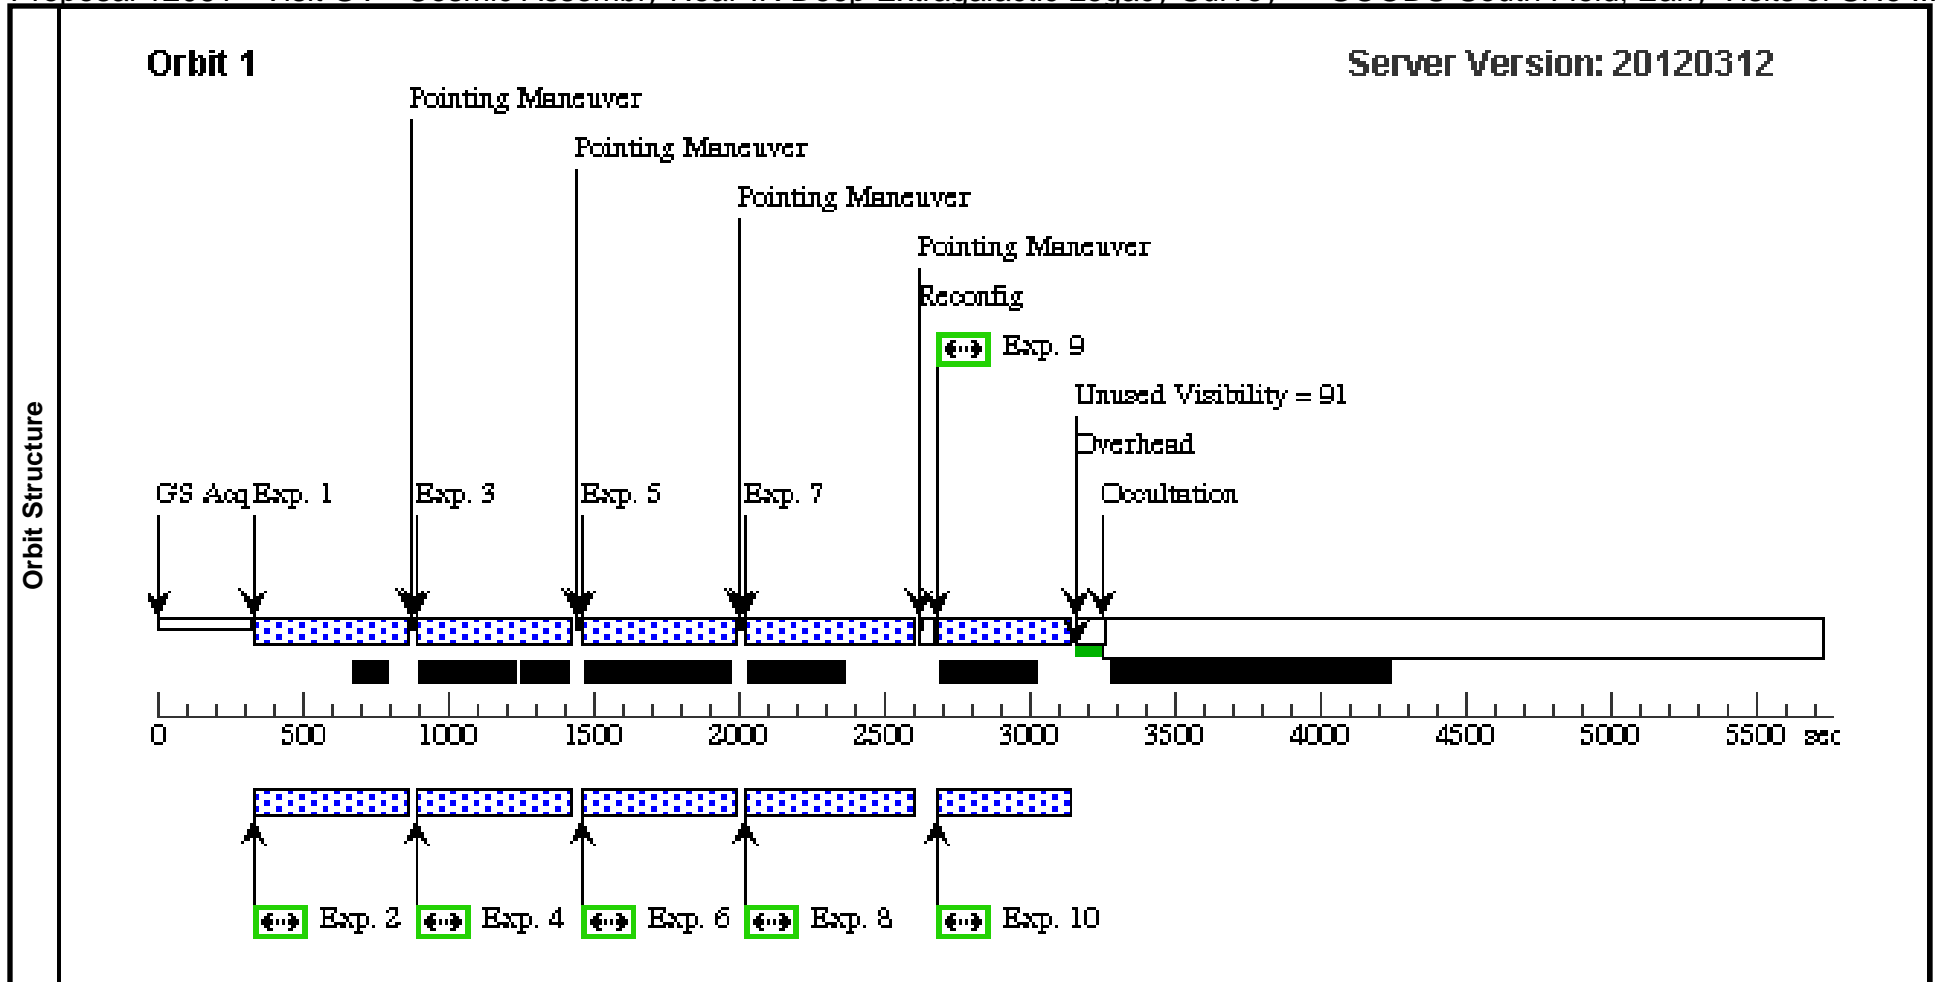 Orbit 1
Server Version: 20120312
Pointing Maneuver
Pointing Maneuver
Pointing Maneuver
Pointing Maneuver
Reconfig
Exp. 9
Unused Visibility = 91
Overhead
GS Acq Exp. 1 Exp. 3 Exp. 5 Exp. 7 Occultation
Orbit Structure
0 500 1000 1500 2000 2500 3000 3500 4000 4500 5000 5500 sec
Exp. 2 Exp. 4 Exp. 6 Exp. 8 Exp. 10